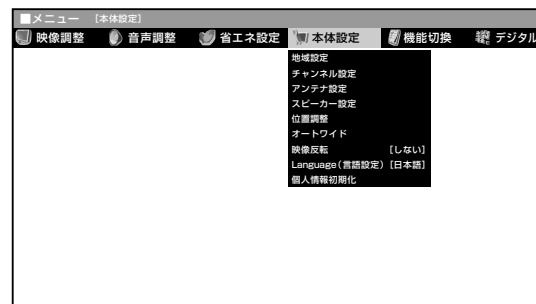 ■メニュー [本体設定]
映像調整 音声調整 省エネ設定 本体設定 機能切換 デジタル
地域設定
チャンネル設定
アンテナ設定
スピーカー設定
位置調整
オートワイド
映像反転 [しない]
Language(言語設定) [日本語]
個人情報初期化